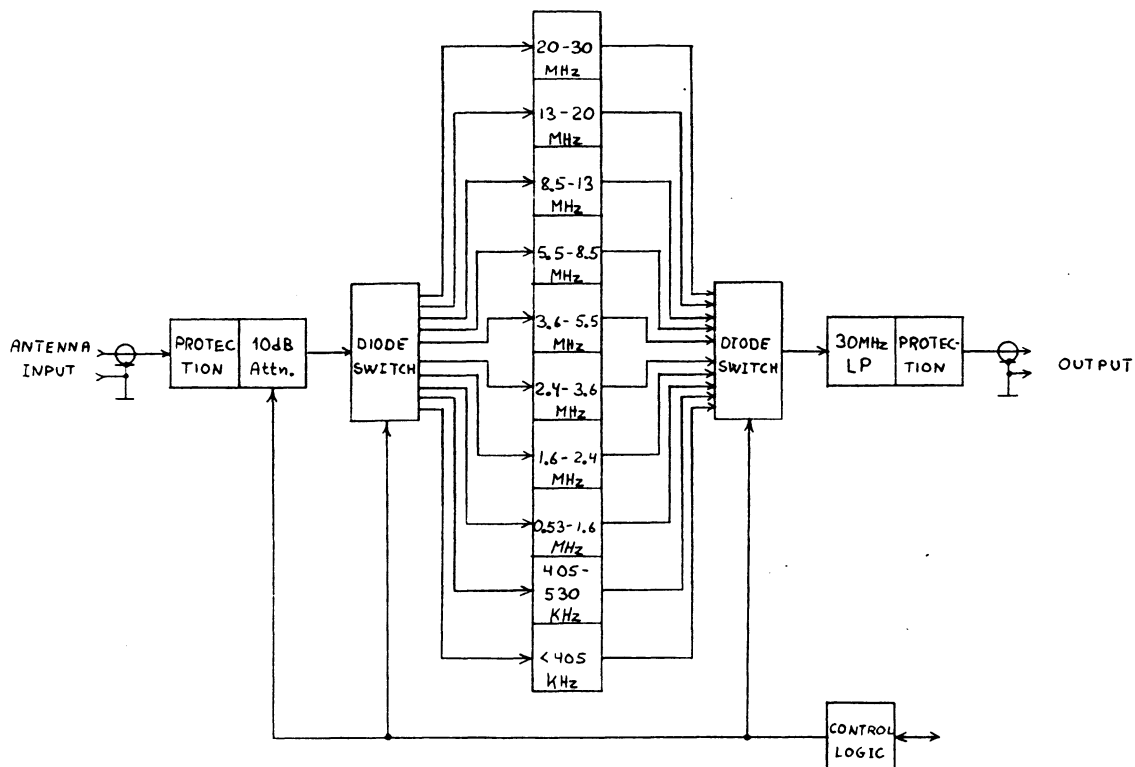 20-30
MHz
13-20
MHz
8.5-13
MHz
5.5-8.5
MHz
3.6-5.5
MHz
2.4-3.6
MHz
1.6-2.4
MHz
0.53-1.6
MHz
405-
530
KHz
<405
KHz
ANTENNA
INPUT
PROTEC
TION
10dB
Attn.
DIODE
SWITCH
DIODE
SWITCH
30MHz
LP
PROTEC-
TION
OUTPUT
CONTROL
LOGIC